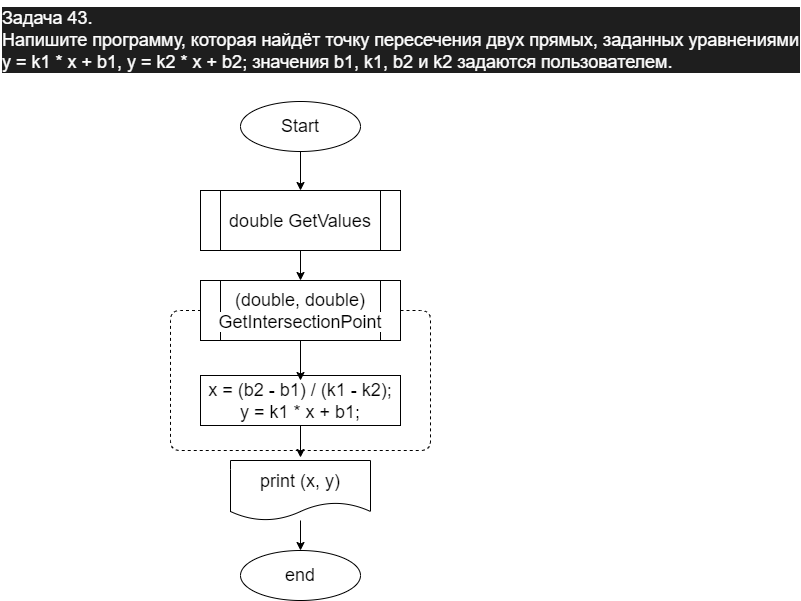 Задача 43.
Напишите программу, которая найдёт точку пересечения двух прямых, заданных уравнениями
y = k1 * x + b1, y = k2 * x + b2; значения b1, k1, b2 и k2 задаются пользователем.
Start
double GetValues
(double, double)
GetIntersectionPoint
x = (b2 - b1) / (k1 - k2);
y = k1 * x + b1;
print (x, y)
end